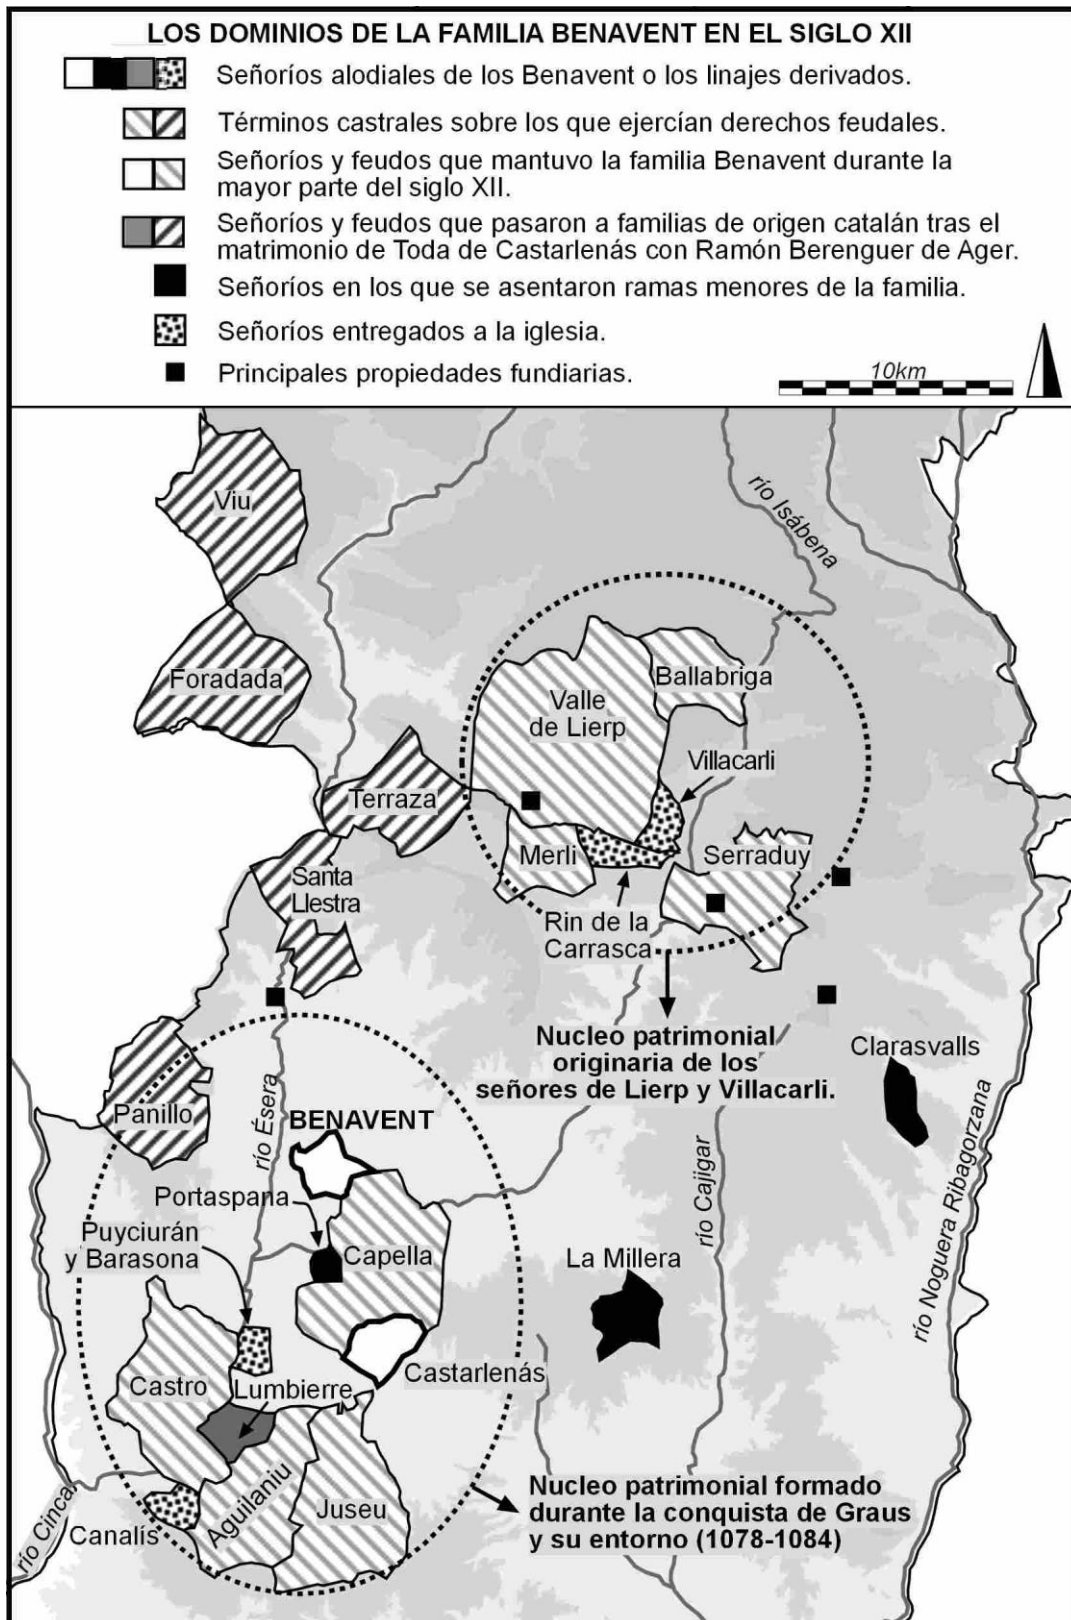 LOS DOMINIOS DE LA FAMILIA BENAVENT EN EL SIGLO XII
Señoríos alodiales de los Benavent o los linajes derivados.
Términos castrales sobre los que ejercían derechos feudales.
Señoríos y feudos que mantuvo la familia Benavent durante la
mayor parte del siglo XII.
Señoríos y feudos que pasaron a familias de origen catalán tras el
matrimonio de Toda de Castarlenás con Ramón Berenguer de Ager.
Señoríos en los que se asentaron ramas menores de la familia.
Señoríos entregados a la iglesia.
Principales propiedades fundiarias.
10km
Viu
río Isábena
Foradada
Ballabriga
Valle
de Lierp
Villacarli
Terraza
Merli
Serraduy
Santa
Llestra
Rin de la
Carrasca
Nucleo patrimonial
originaria de los
señores de Lierp y Villacarli.
Clarasvalls
Panillo
río Ésera
BENAVENT
Portaspana
Puyciurán
y Barasona
Capella
río Cajigar
La Millera
río Noguera Ribagorzana
Castro
Lumbierre
Castarlenás
Aguilaniu
Juseu
Nucleo patrimonial formado
durante la conquista de Graus
y su entorno (1078-1084)
río Cinca
Canalís